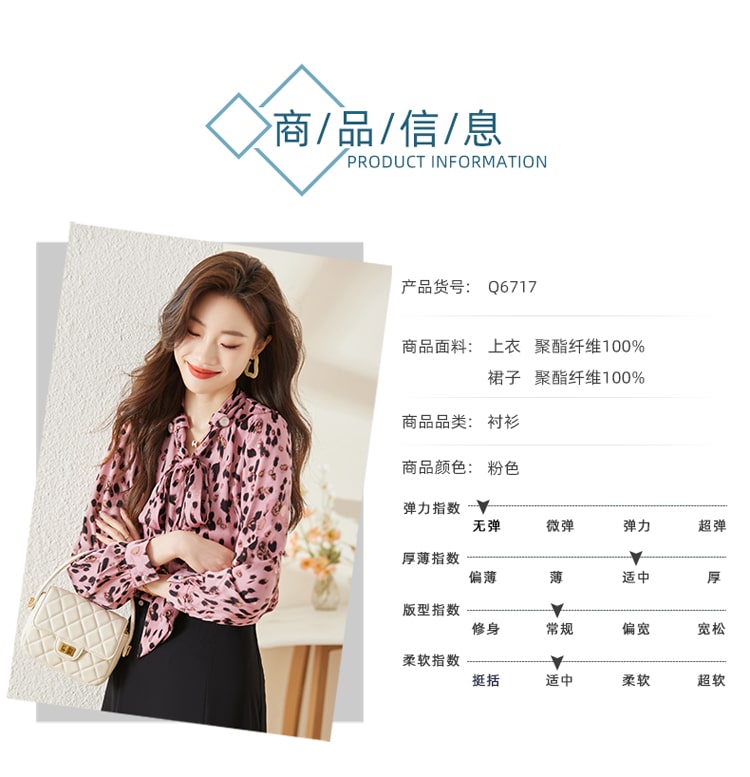 商/品/信/息
PRODUCT INFORMATION
产品货号： Q6717
商品面料： 上衣 聚酯纤维100%
裙子 聚酯纤维100%
商品品类： 衬衫
商品颜色： 粉色
弹力指数
无弹 微弹 弹力 超弹
厚薄指数
偏薄 薄 适中 厚
版型指数
修身 常规 偏宽 宽松
柔软指数
挺括 适中 柔软 超软